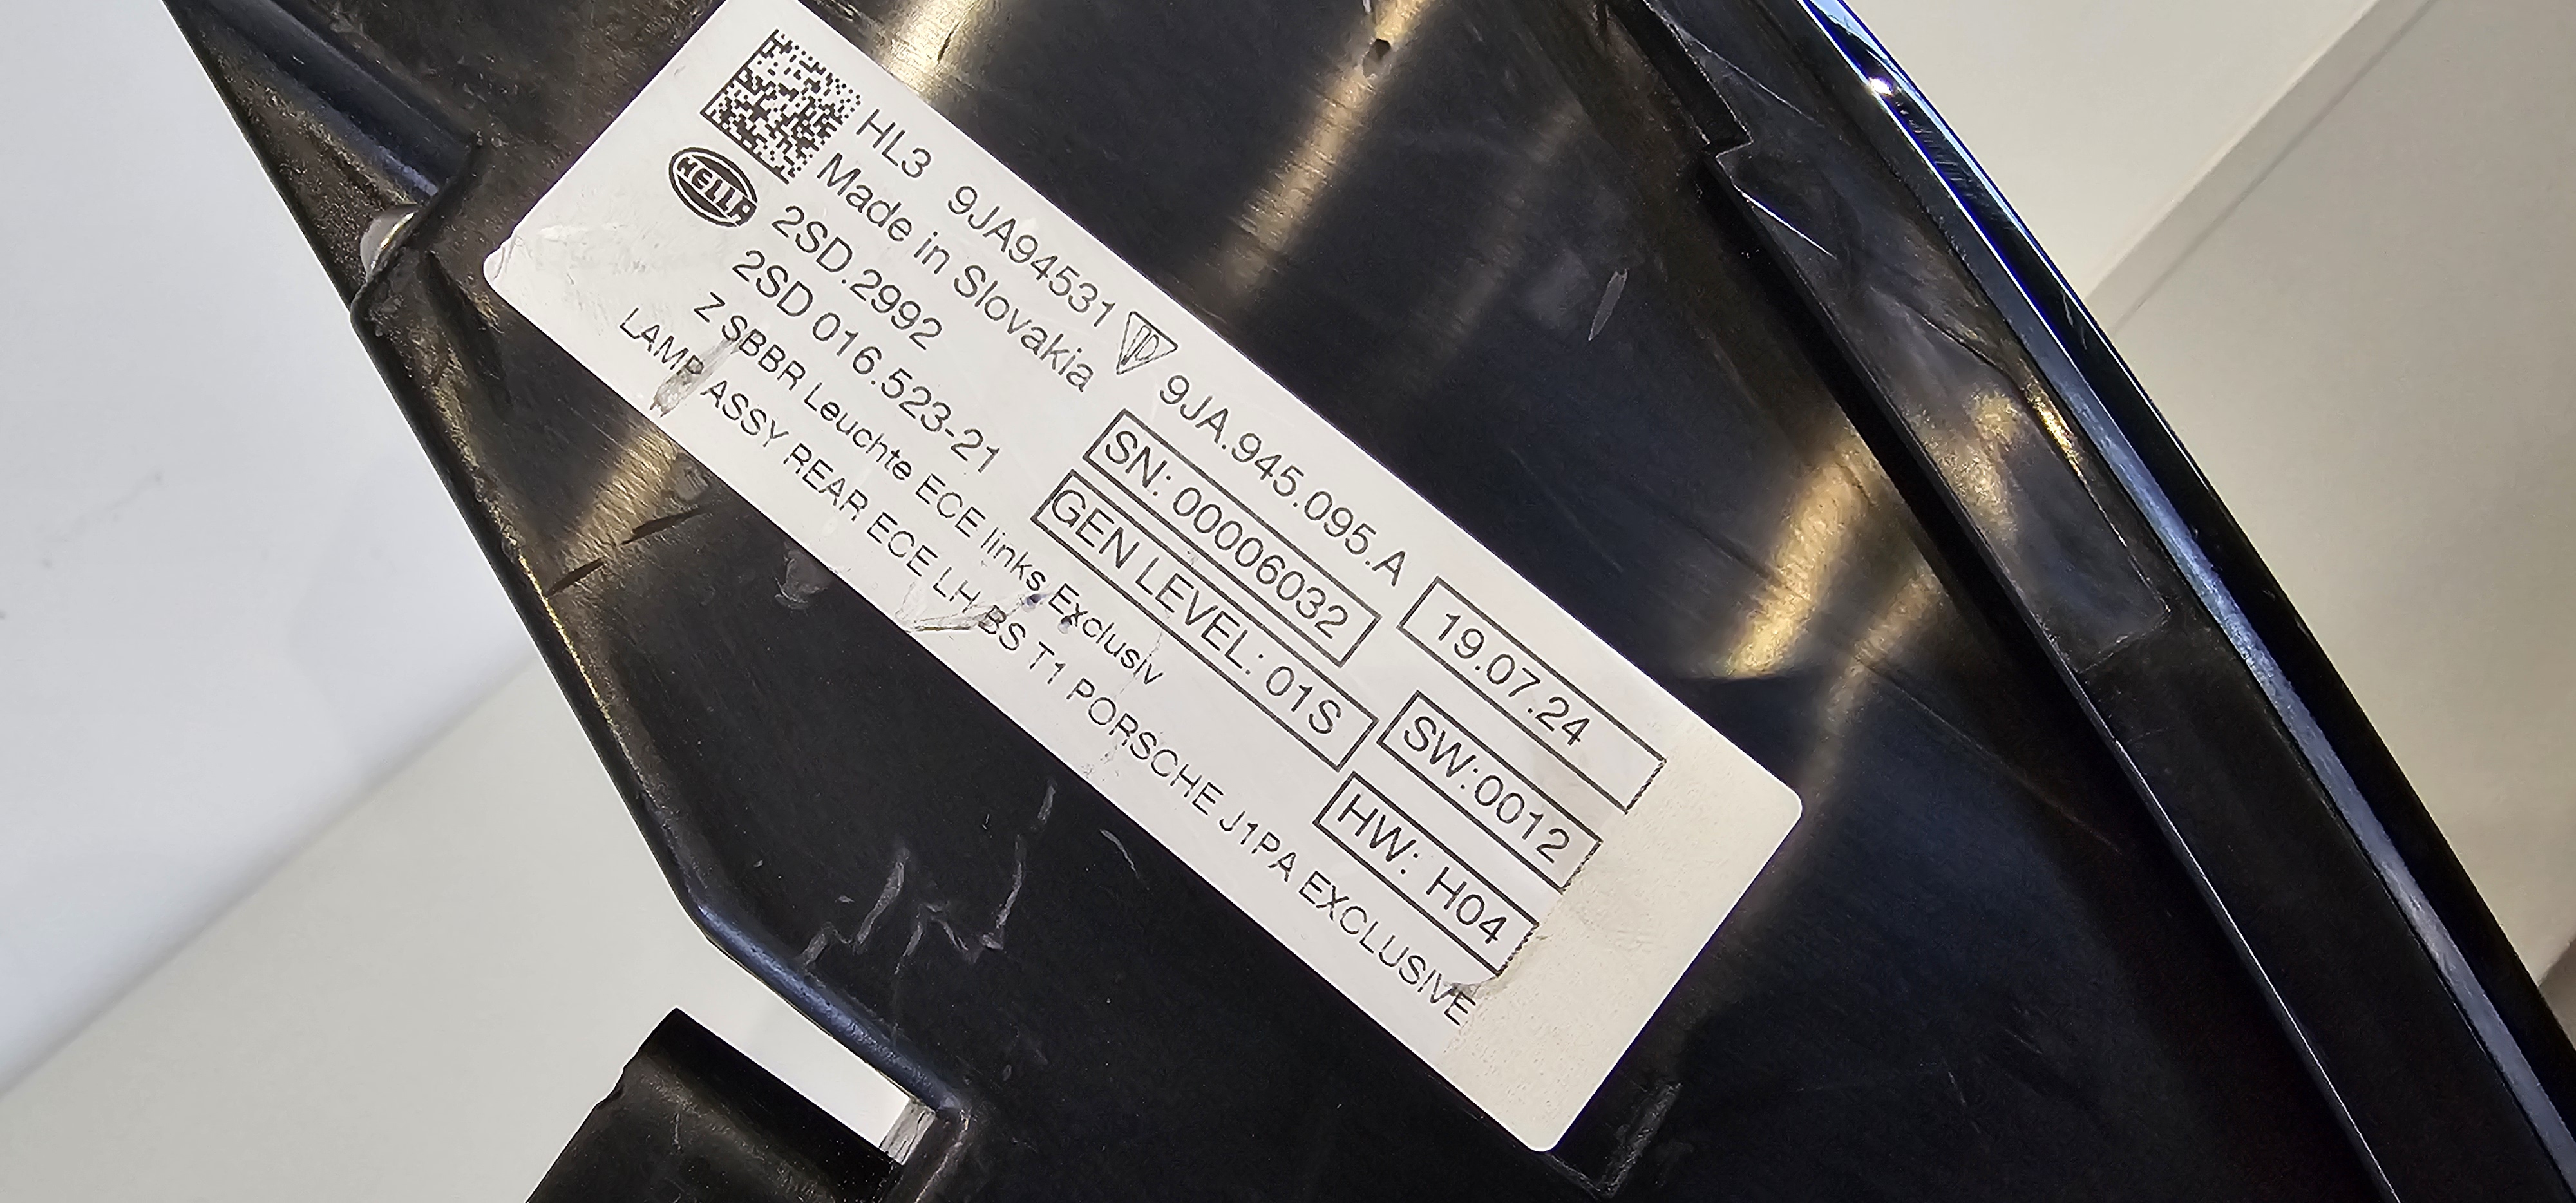 HL3 9JA94531 9JA.945.095.A 19.07.24
Made in Slovakia
HELLA
2SD.2992 SN: 00006032 SW:0012
2SD 016.523-21 GEN LEVEL: 01S HW: H04
Z SBBR Leuchte ECE links Exclusiv
LAMP ASSY REAR ECE LH BS T1 PORSCHE J1PA EXCLUSIVE